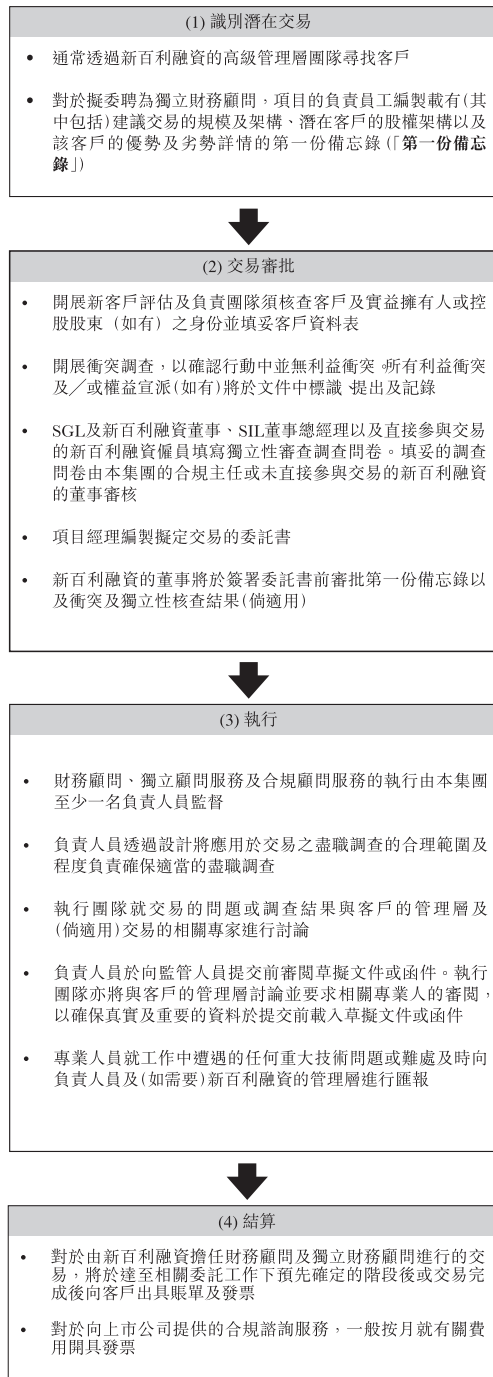 (1) 識別潛在交易
• 通常透過新百利融資的高級管理層團隊尋找客戶
• 對於擬委聘為獨立財務顧問，項目的負責員工編製載有(其
中包括)建議交易的規模及架構、潛在客戶的股權架構以及
該客戶的優勢及劣勢詳情的第一份備忘錄(「第一份備忘
錄」)
(2) 交易審批
• 開展新客戶評估及負責團隊須核查客戶及實益擁有人或控
股股東（如有）之身份並填妥客戶資料表
• 開展衝突調查，以確認行動中並無利益衝突。所有利益衝突
及／或權益宣派(如有)將於文件中標識、提出及記錄
• SGL及新百利融資董事、SIL董事總經理以及直接參與交易
的新百利融資僱員填寫獨立性審查調查問卷。填妥的調查
問卷由本集團的合規主任或未直接參與交易的新百利融資
的董事審核
• 項目經理編製擬定交易的委託書
• 新百利融資的董事將於簽署委託書前審批第一份備忘錄以
及衝突及獨立性核查結果(倘適用)
(3) 執行
• 財務顧問、獨立顧問服務及合規顧問服務的執行由本集團
至少一名負責人員監督
• 負責人員透過設計將應用於交易之盡職調查的合理範圍及
程度負責確保適當的盡職調查
• 執行團隊就交易的問題或調查結果與客戶的管理層及
(倘適用)交易的相關專家進行討論
• 負責人員於向監管人員提交前審閱草擬文件或函件。執行
團隊亦將與客戶的管理層討論並要求相關專業人的審閱，
以確保真實及重要的資料於提交前載入草擬文件或函件
• 專業人員就工作中遭遇的任何重大技術問題或難處及時向
負責人員及(如需要)新百利融資的管理層進行匯報
(4) 結算
• 對於由新百利融資擔任財務顧問及獨立財務顧問進行的交
易，將於達至相關委託工作下預先確定的階段後或交易完
成後向客戶出具賬單及發票
• 對於向上市公司提供的合規諮詢服務，一般按月就有關費
用開具發票